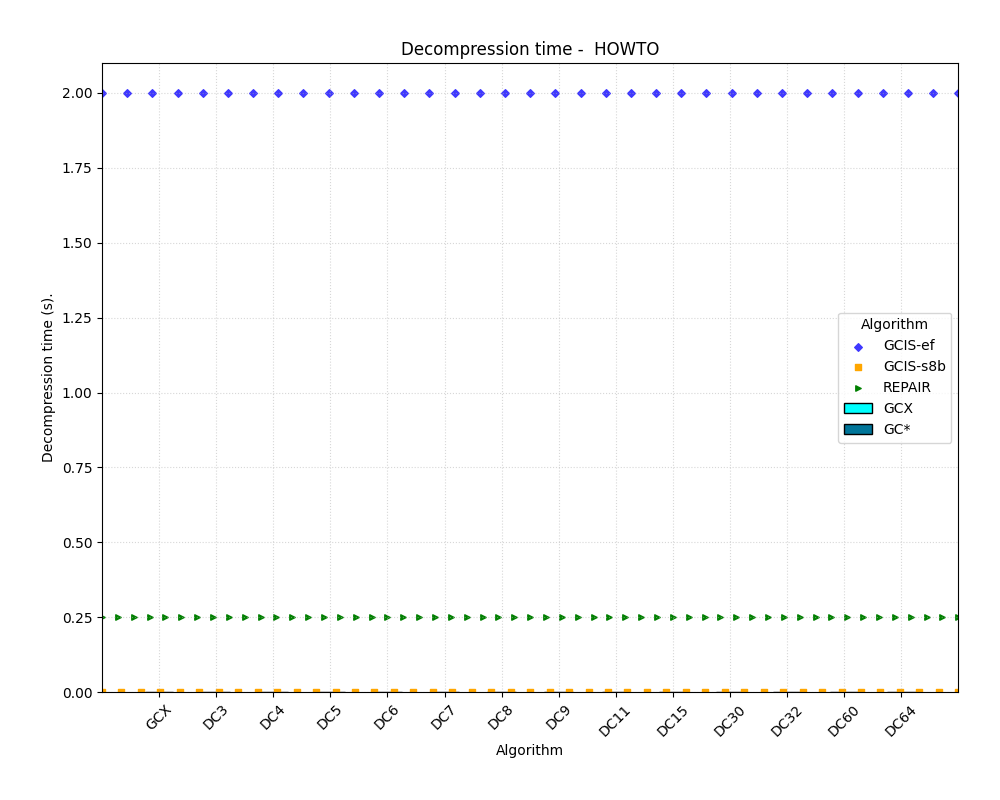 Decompression time -  HOWTO
2.00
1.75
1.50
1.25
1.00
0.75
0.50
0.25
0.00
Decompression time (s).
Algorithm
GCIS-ef
GCIS-s8b
REPAIR
GCX
GC*
GCX
DC3
DC4
DC5
DC6
DC7
DC8
DC9
DC11
DC15
DC30
DC32
DC60
DC64
Algorithm